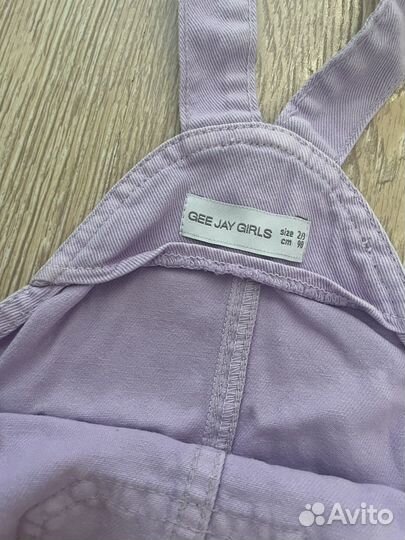 GEE JAY GIRLS
size 2/3
cm 98
Avito